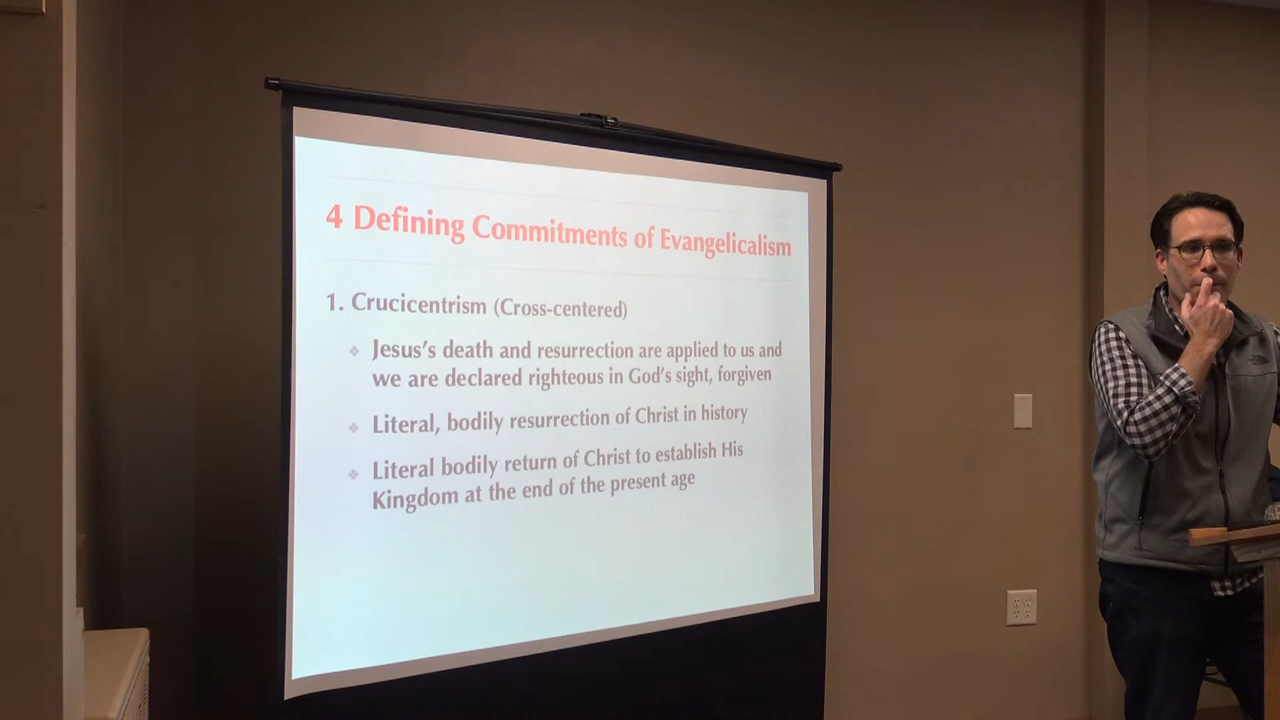 4 Defining Commitments of Evangelicalism
1. Crucicentrism (Cross-centered)
Jesus's death and resurrection are applied to us and
we are declared righteous in God's sight, forgiven
Literal, bodily resurrection of Christ in history
Literal bodily return of Christ to establish His
Kingdom at the end of the present age